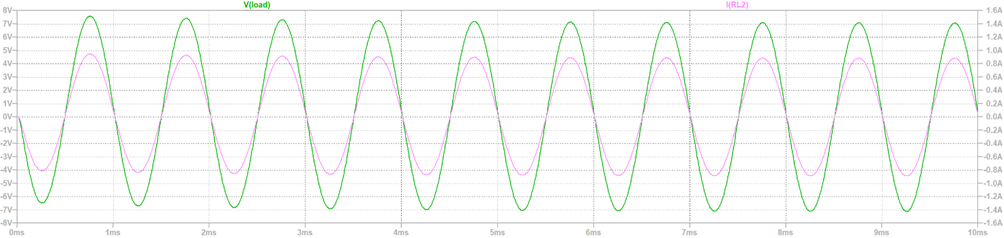 V(load) I(RL2)
8V 1.6A
7V 1.4A
6V 1.2A
5V 1.0A
4V 0.8A
3V 0.6A
2V 0.4A
1V 0.2A
0V 0.0A
-1V -0.2A
-2V -0.4A
-3V -0.6A
-4V -0.8A
-5V -1.0A
-6V -1.2A
-7V -1.4A
-8V -1.6A
0ms 1ms 2ms 3ms 4ms 5ms 6ms 7ms 8ms 9ms 10ms